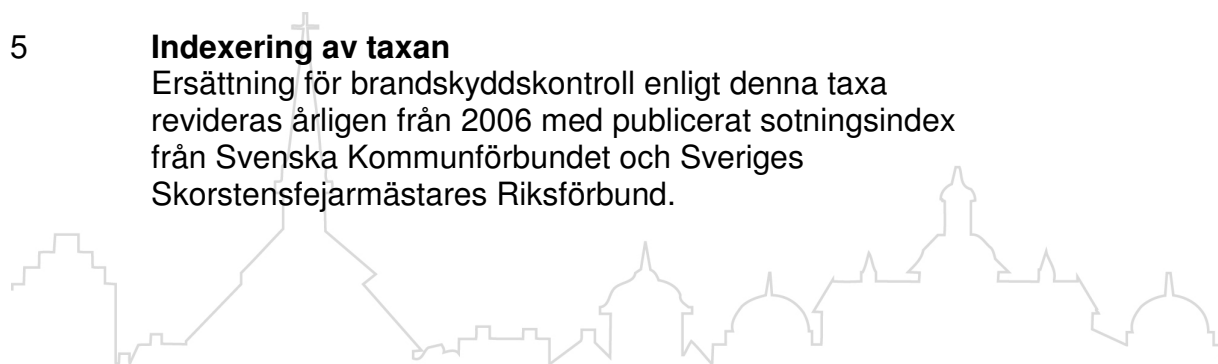 5 Indexering av taxan
Ersättning för brandskyddskontroll enligt denna taxa
revideras årligen från 2006 med publicerat sotningsindex
från Svenska Kommunförbundet och Sveriges
Skorstensfejarmästares Riksförbund.